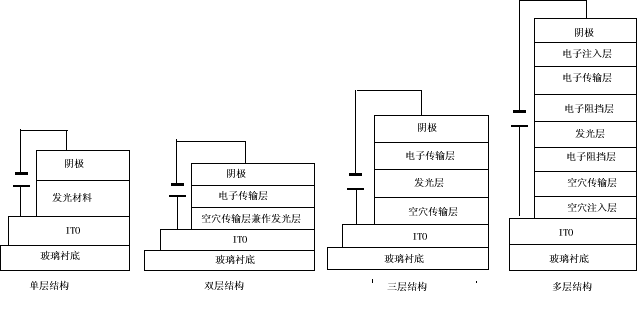 阴极
发光材料
ITO
玻璃衬底
单层结构
阴极
电子传输层
空穴传输层兼作发光层
ITO
玻璃衬底
双层结构
阴极
电子传输层
发光层
空穴传输层
ITO
玻璃衬底
三层结构
阴极
电子注入层
电子传输层
电子阻挡层
发光层
电子阻挡层
空穴传输层
空穴注入层
ITO
玻璃衬底
多层结构